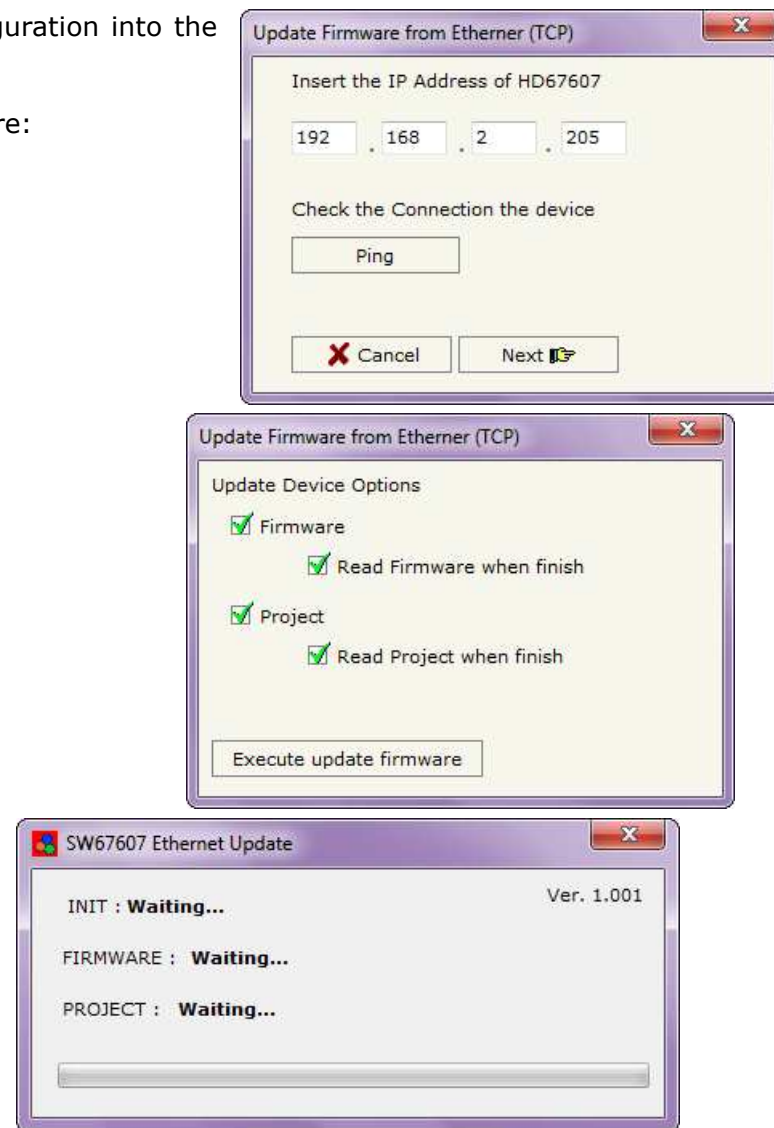 guration into the
re:
Update Firmware from Etherner (TCP)
Insert the IP Address of HD67607
192 . 168 . 2 . 205
Check the Connection the device
Ping
Cancel Next
Update Firmware from Etherner (TCP)
Update Device Options
Firmware
Read Firmware when finish
Project
Read Project when finish
Execute update firmware
SW67607 Ethernet Update
Ver. 1.001
INIT : Waiting...
FIRMWARE : Waiting...
PROJECT : Waiting...